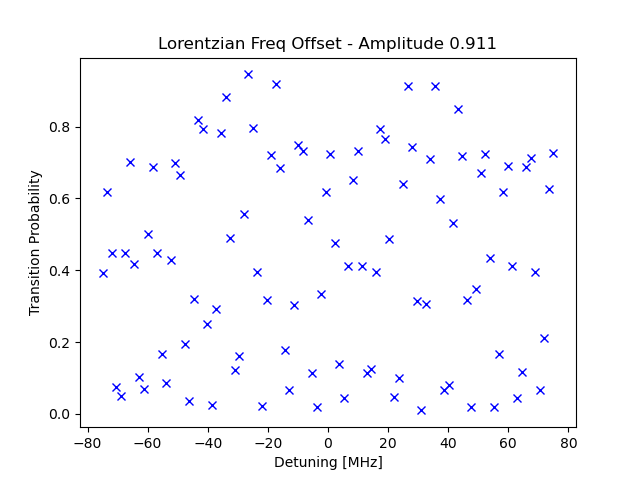 Lorentzian Freq Offset - Amplitude 0.911
Transition Probability
0.8
0.6
0.4
0.2
0.0
−80 −60 −40 −20 0 20 40 60 80
Detuning [MHz]